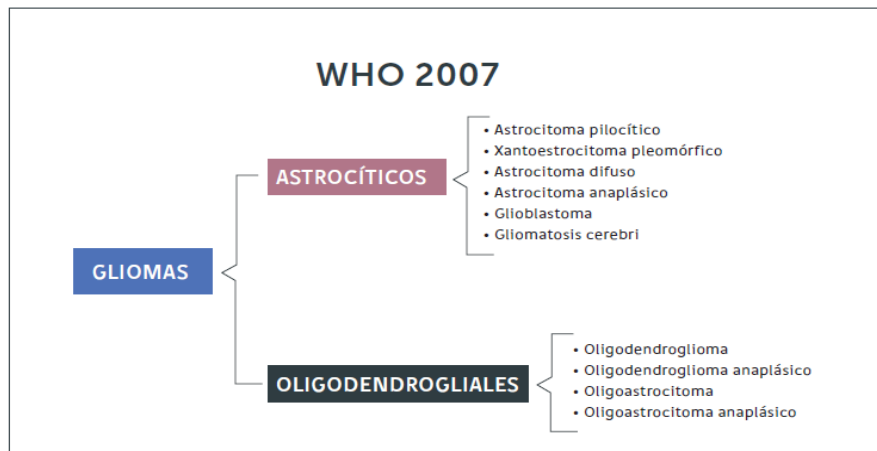 WHO 2007
GLIOMAS
ASTROCÍTICOS
• Astrocitoma pilocítico
• Xantoestrocitoma pleomórfico
• Astrocitoma difuso
• Astrocitoma anaplásico
• Glioblastoma
• Gliomatosis cerebri
OLIGODENDROGLIALES
• Oligodendroglioma
• Oligodendroglioma anaplásico
• Oligoastrocitoma
• Oligoastrocitoma anaplásico